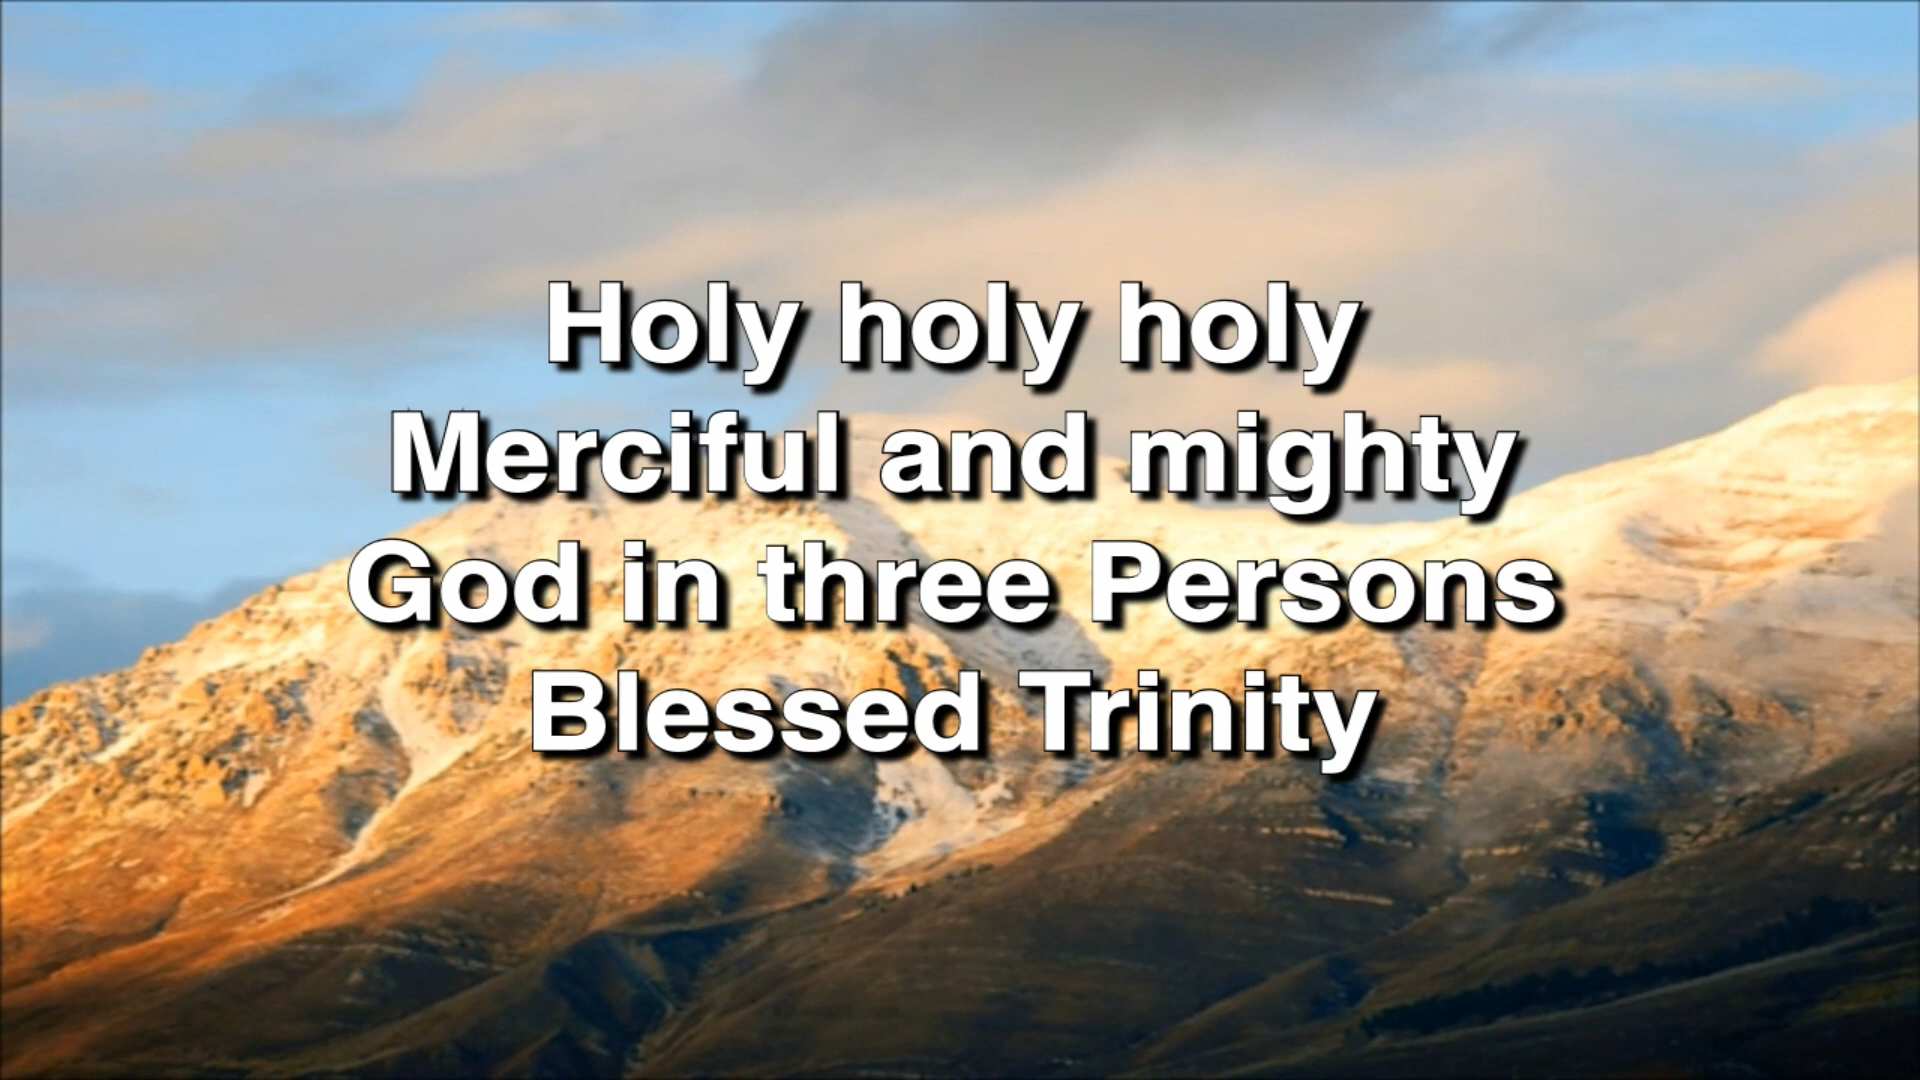 Holy holy holy
Merciful and mighty
God in three Persons
Blessed Trinity